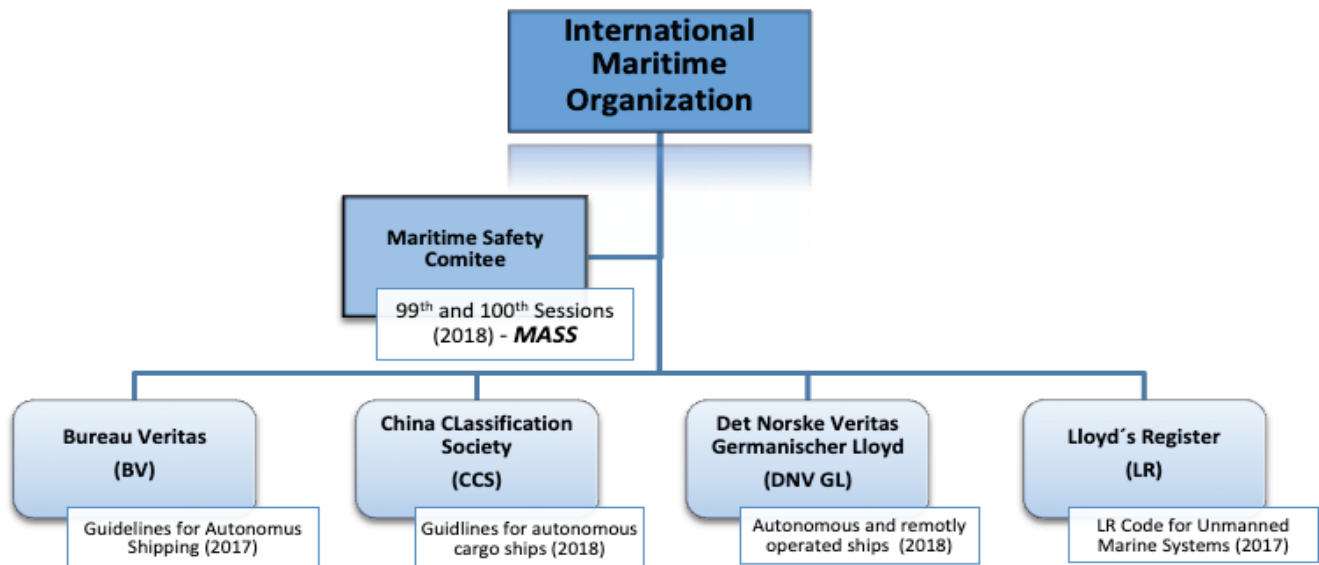 International
Maritime
Organization
Maritime Safety
Comitee
99th and 100th Sessions
(2018) - MASS
Bureau Veritas
(BV)
Guidelines for Autonomus
Shipping (2017)
China CLassification
Society
(CCS)
Guidlines for autonomous
cargo ships (2018)
Det Norske Veritas
Germanischer Lloyd
(DNV GL)
Autonomous and remotly
operated ships (2018)
Lloyd´s Register
(LR)
LR Code for Unmanned
Marine Systems (2017)